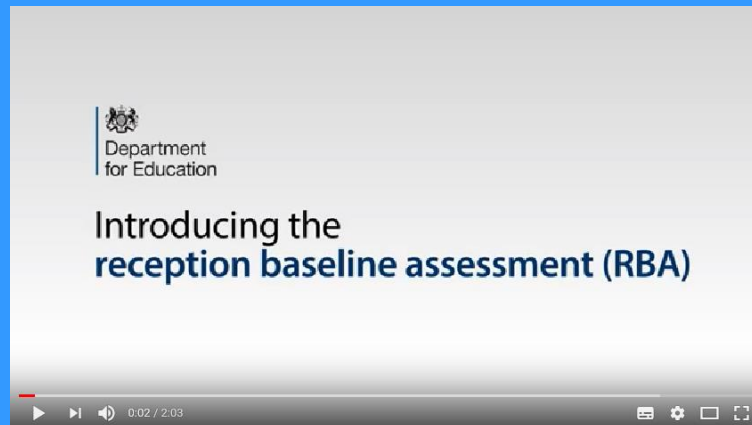 Department
for Education
Introducing the
reception baseline assessment (RBA)
0:02 / 2:03